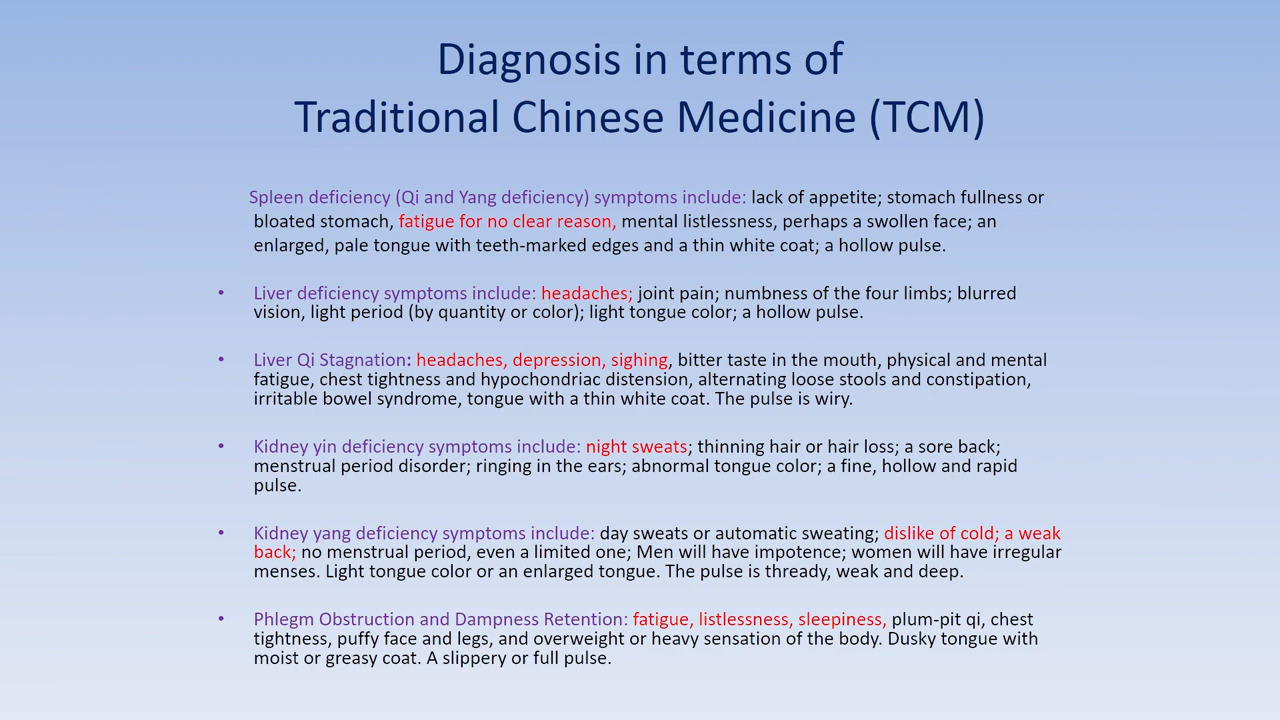 Diagnosis in terms of
Traditional Chinese Medicine (TCM)
Spleen deficiency (Qi and Yang deficiency) symptoms include: lack of appetite; stomach fullness or
bloated stomach, fatigue for no clear reason, mental listlessness, perhaps a swollen face; an
enlarged, pale tongue with teeth-marked edges and a thin white coat; a hollow pulse.
• Liver deficiency symptoms include: headaches; joint pain; numbness of the four limbs; blurred
vision, light period (by quantity or color); light tongue color; a hollow pulse.
• Liver Qi Stagnation: headaches, depression, sighing, bitter taste in the mouth, physical and mental
fatigue, chest tightness and hypochondriac distension, alternating loose stools and constipation,
irritable bowel syndrome, tongue with a thin white coat. The pulse is wiry.
• Kidney yin deficiency symptoms include: night sweats; thinning hair or hair loss; a sore back;
menstrual period disorder; ringing in the ears; abnormal tongue color; a fine, hollow and rapid
pulse.
• Kidney yang deficiency symptoms include: day sweats or automatic sweating; dislike of cold; a weak
back; no menstrual period, even a limited one; Men will have impotence; women will have irregular
menses. Light tongue color or an enlarged tongue. The pulse is thready, weak and deep.
• Phlegm Obstruction and Dampness Retention: fatigue, listlessness, sleepiness, plum-pit qi, chest
tightness, puffy face and legs, and overweight or heavy sensation of the body. Dusky tongue with
moist or greasy coat. A slippery or full pulse.